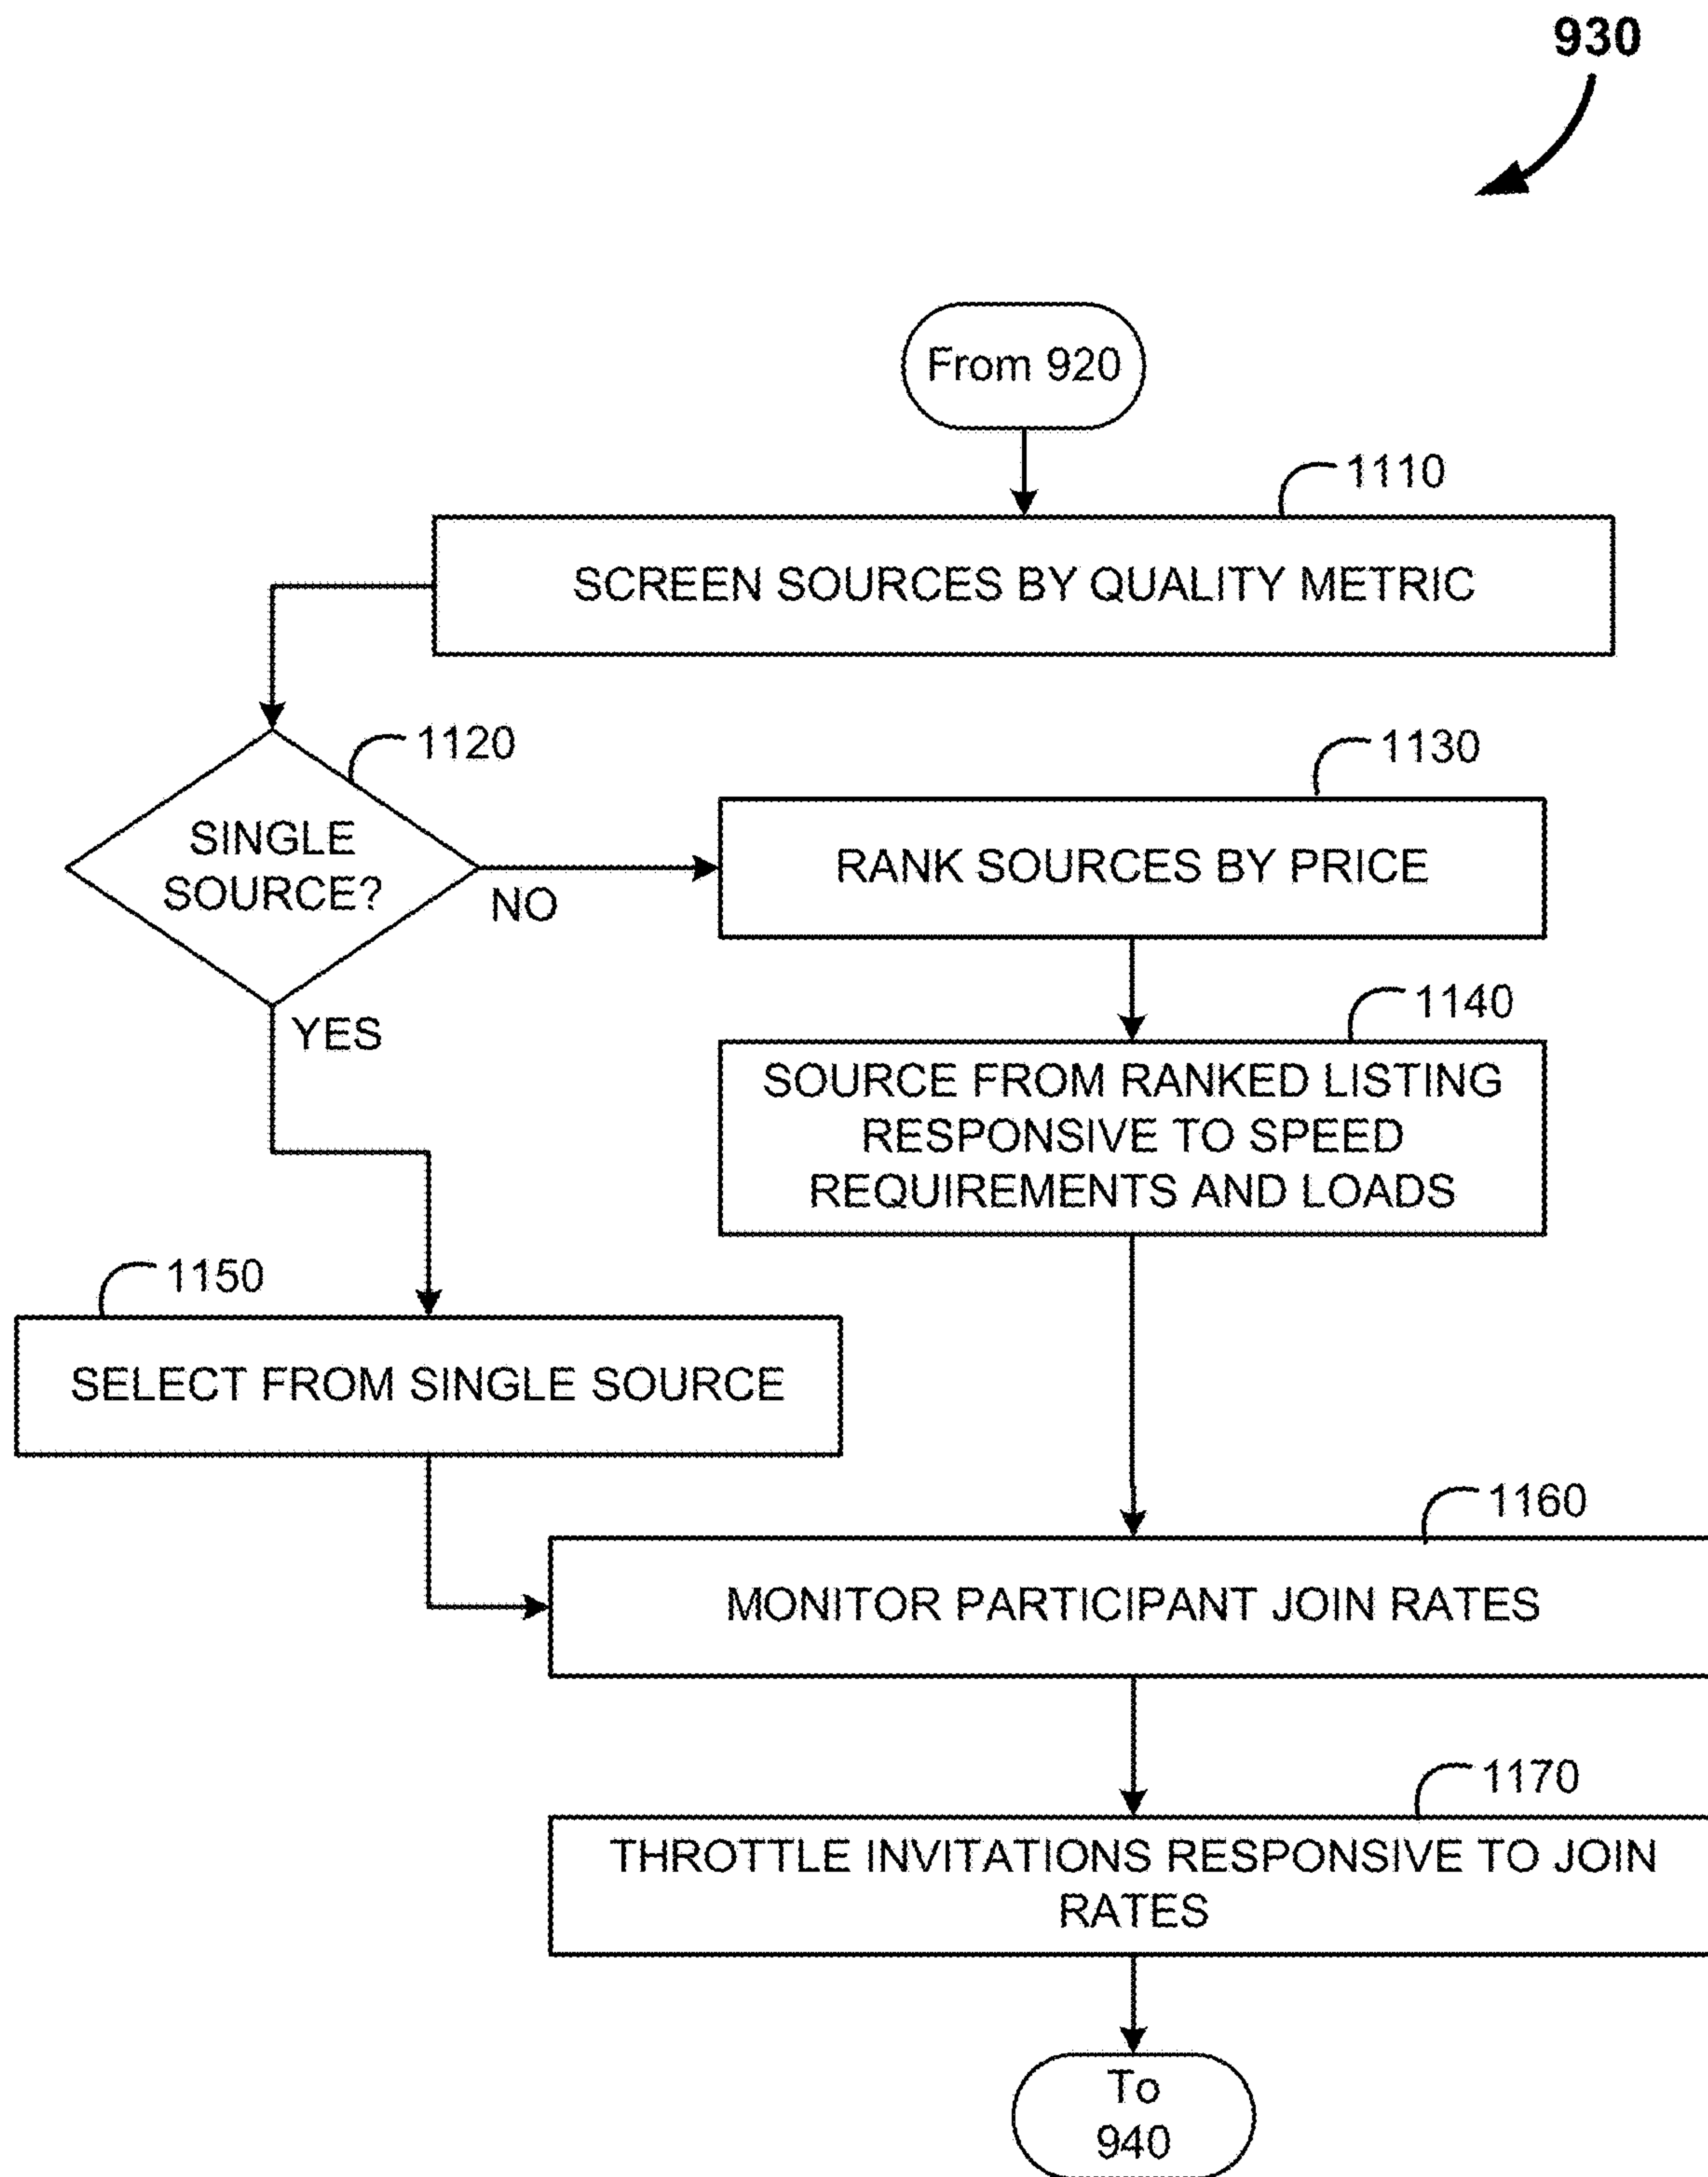 930
From 920
1110
SCREEN SOURCES BY QUALITY METRIC
1120
SINGLE
SOURCE?
NO
YES
1130
RANK SOURCES BY PRICE
1140
SOURCE FROM RANKED LISTING
RESPONSIVE TO SPEED
REQUIREMENTS AND LOADS
1150
SELECT FROM SINGLE SOURCE
1160
MONITOR PARTICIPANT JOIN RATES
1170
THROTTLE INVITATIONS RESPONSIVE TO JOIN
RATES
To
940